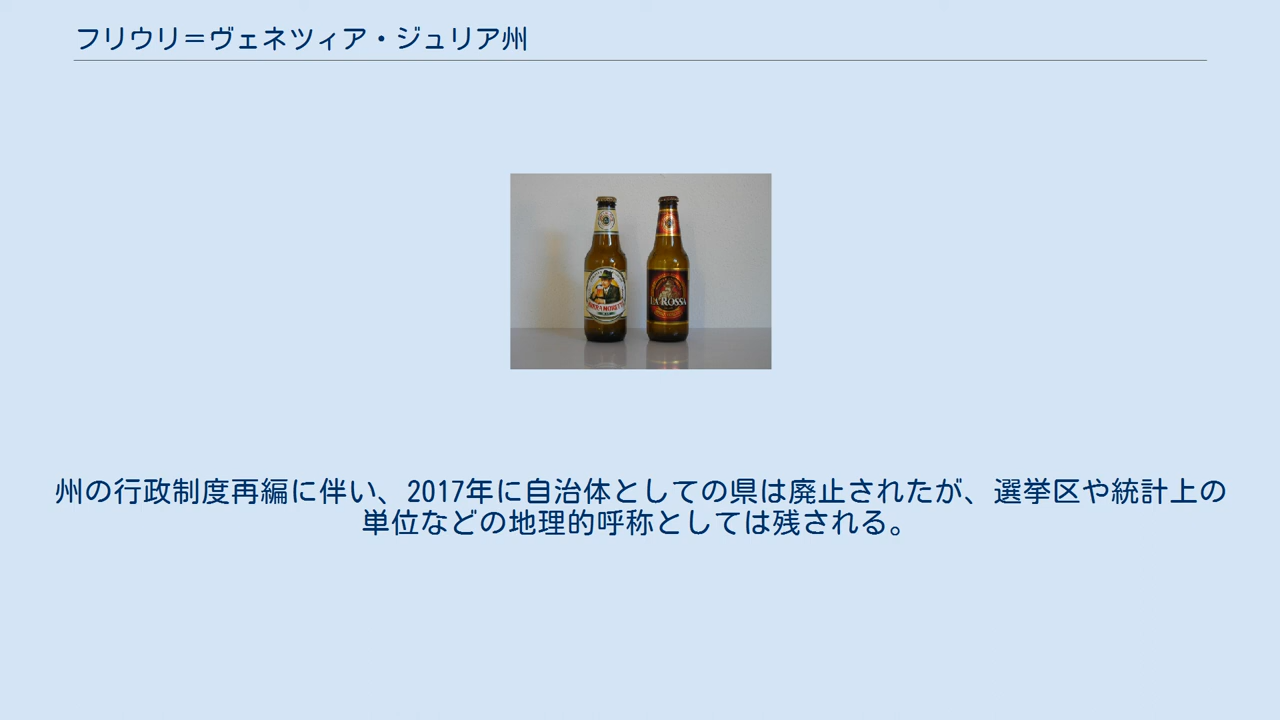 フリウリ＝ヴェネツィア・ジュリア州
BIRRA MORETTI
LA ROSSA
州の行政制度再編に伴い、2017年に自治体としての県は廃止されたが、選挙区や統計上の
単位などの地理的呼称としては残される。